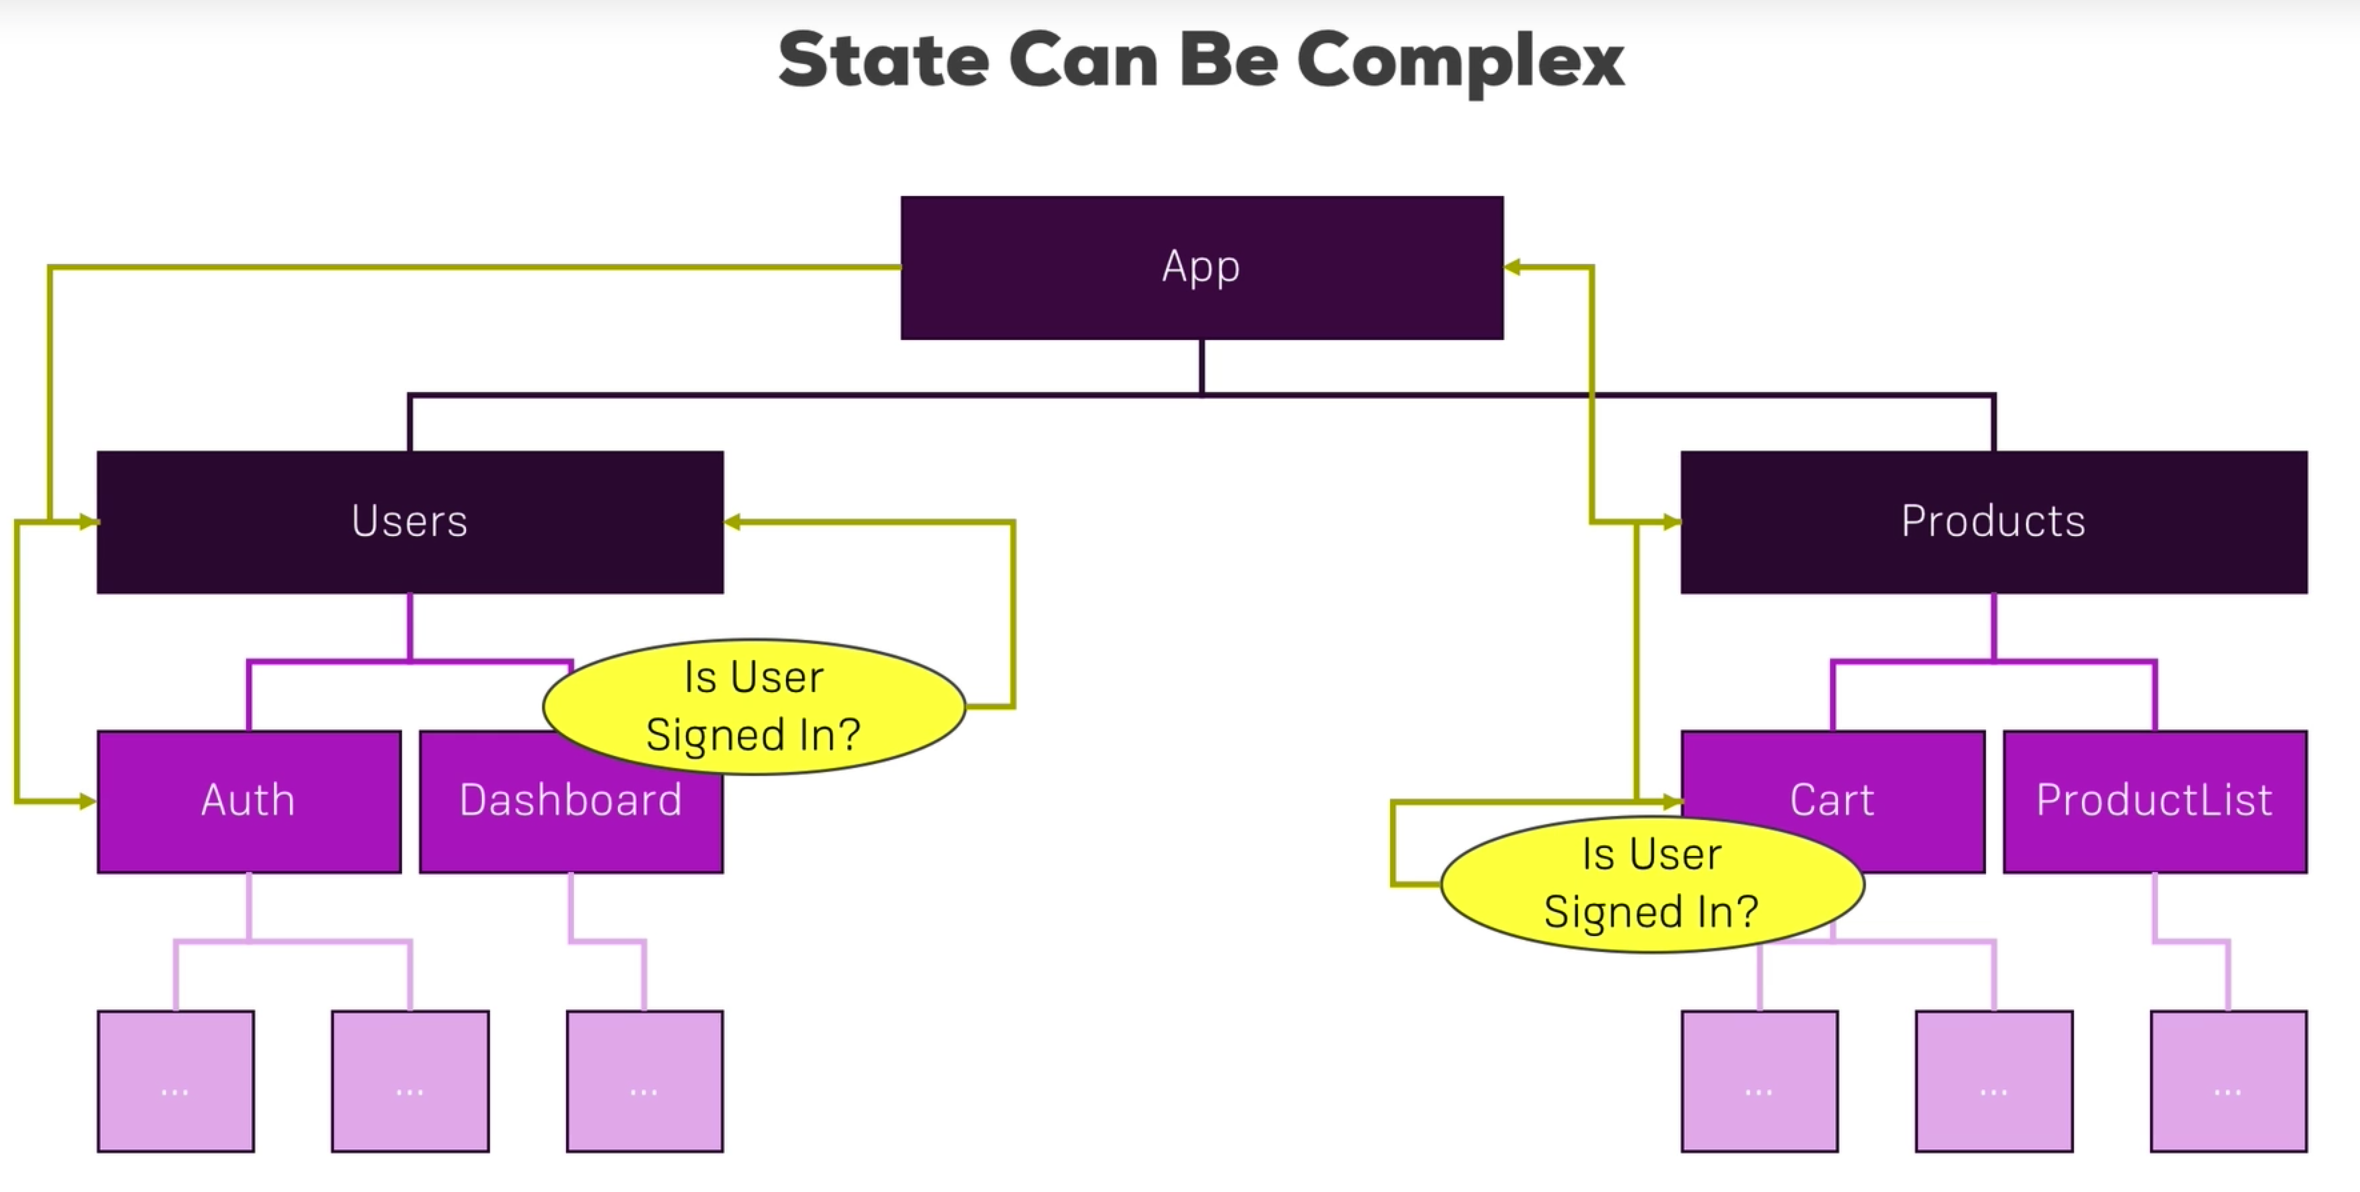 State Can Be Complex
App
Users
Products
Is User
Signed In?
Auth
Dashboard
Cart
ProductList
Is User
Signed In?
...
...
...
...
...
...